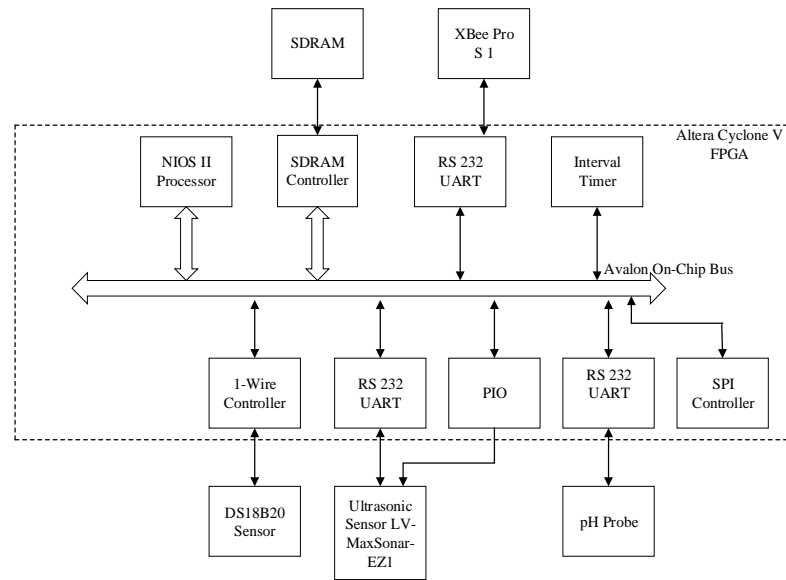 SDRAM
XBee Pro
S 1
Altera Cyclone V
FPGA
NIOS II
Processor
SDRAM
Controller
RS 232
UART
Interval
Timer
Avalon On-Chip Bus
1-Wire
Controller
RS 232
UART
PIO
RS 232
UART
SPI
Controller
DS18B20
Sensor
Ultrasonic
Sensor LV-
MaxSonar-
EZ1
pH Probe